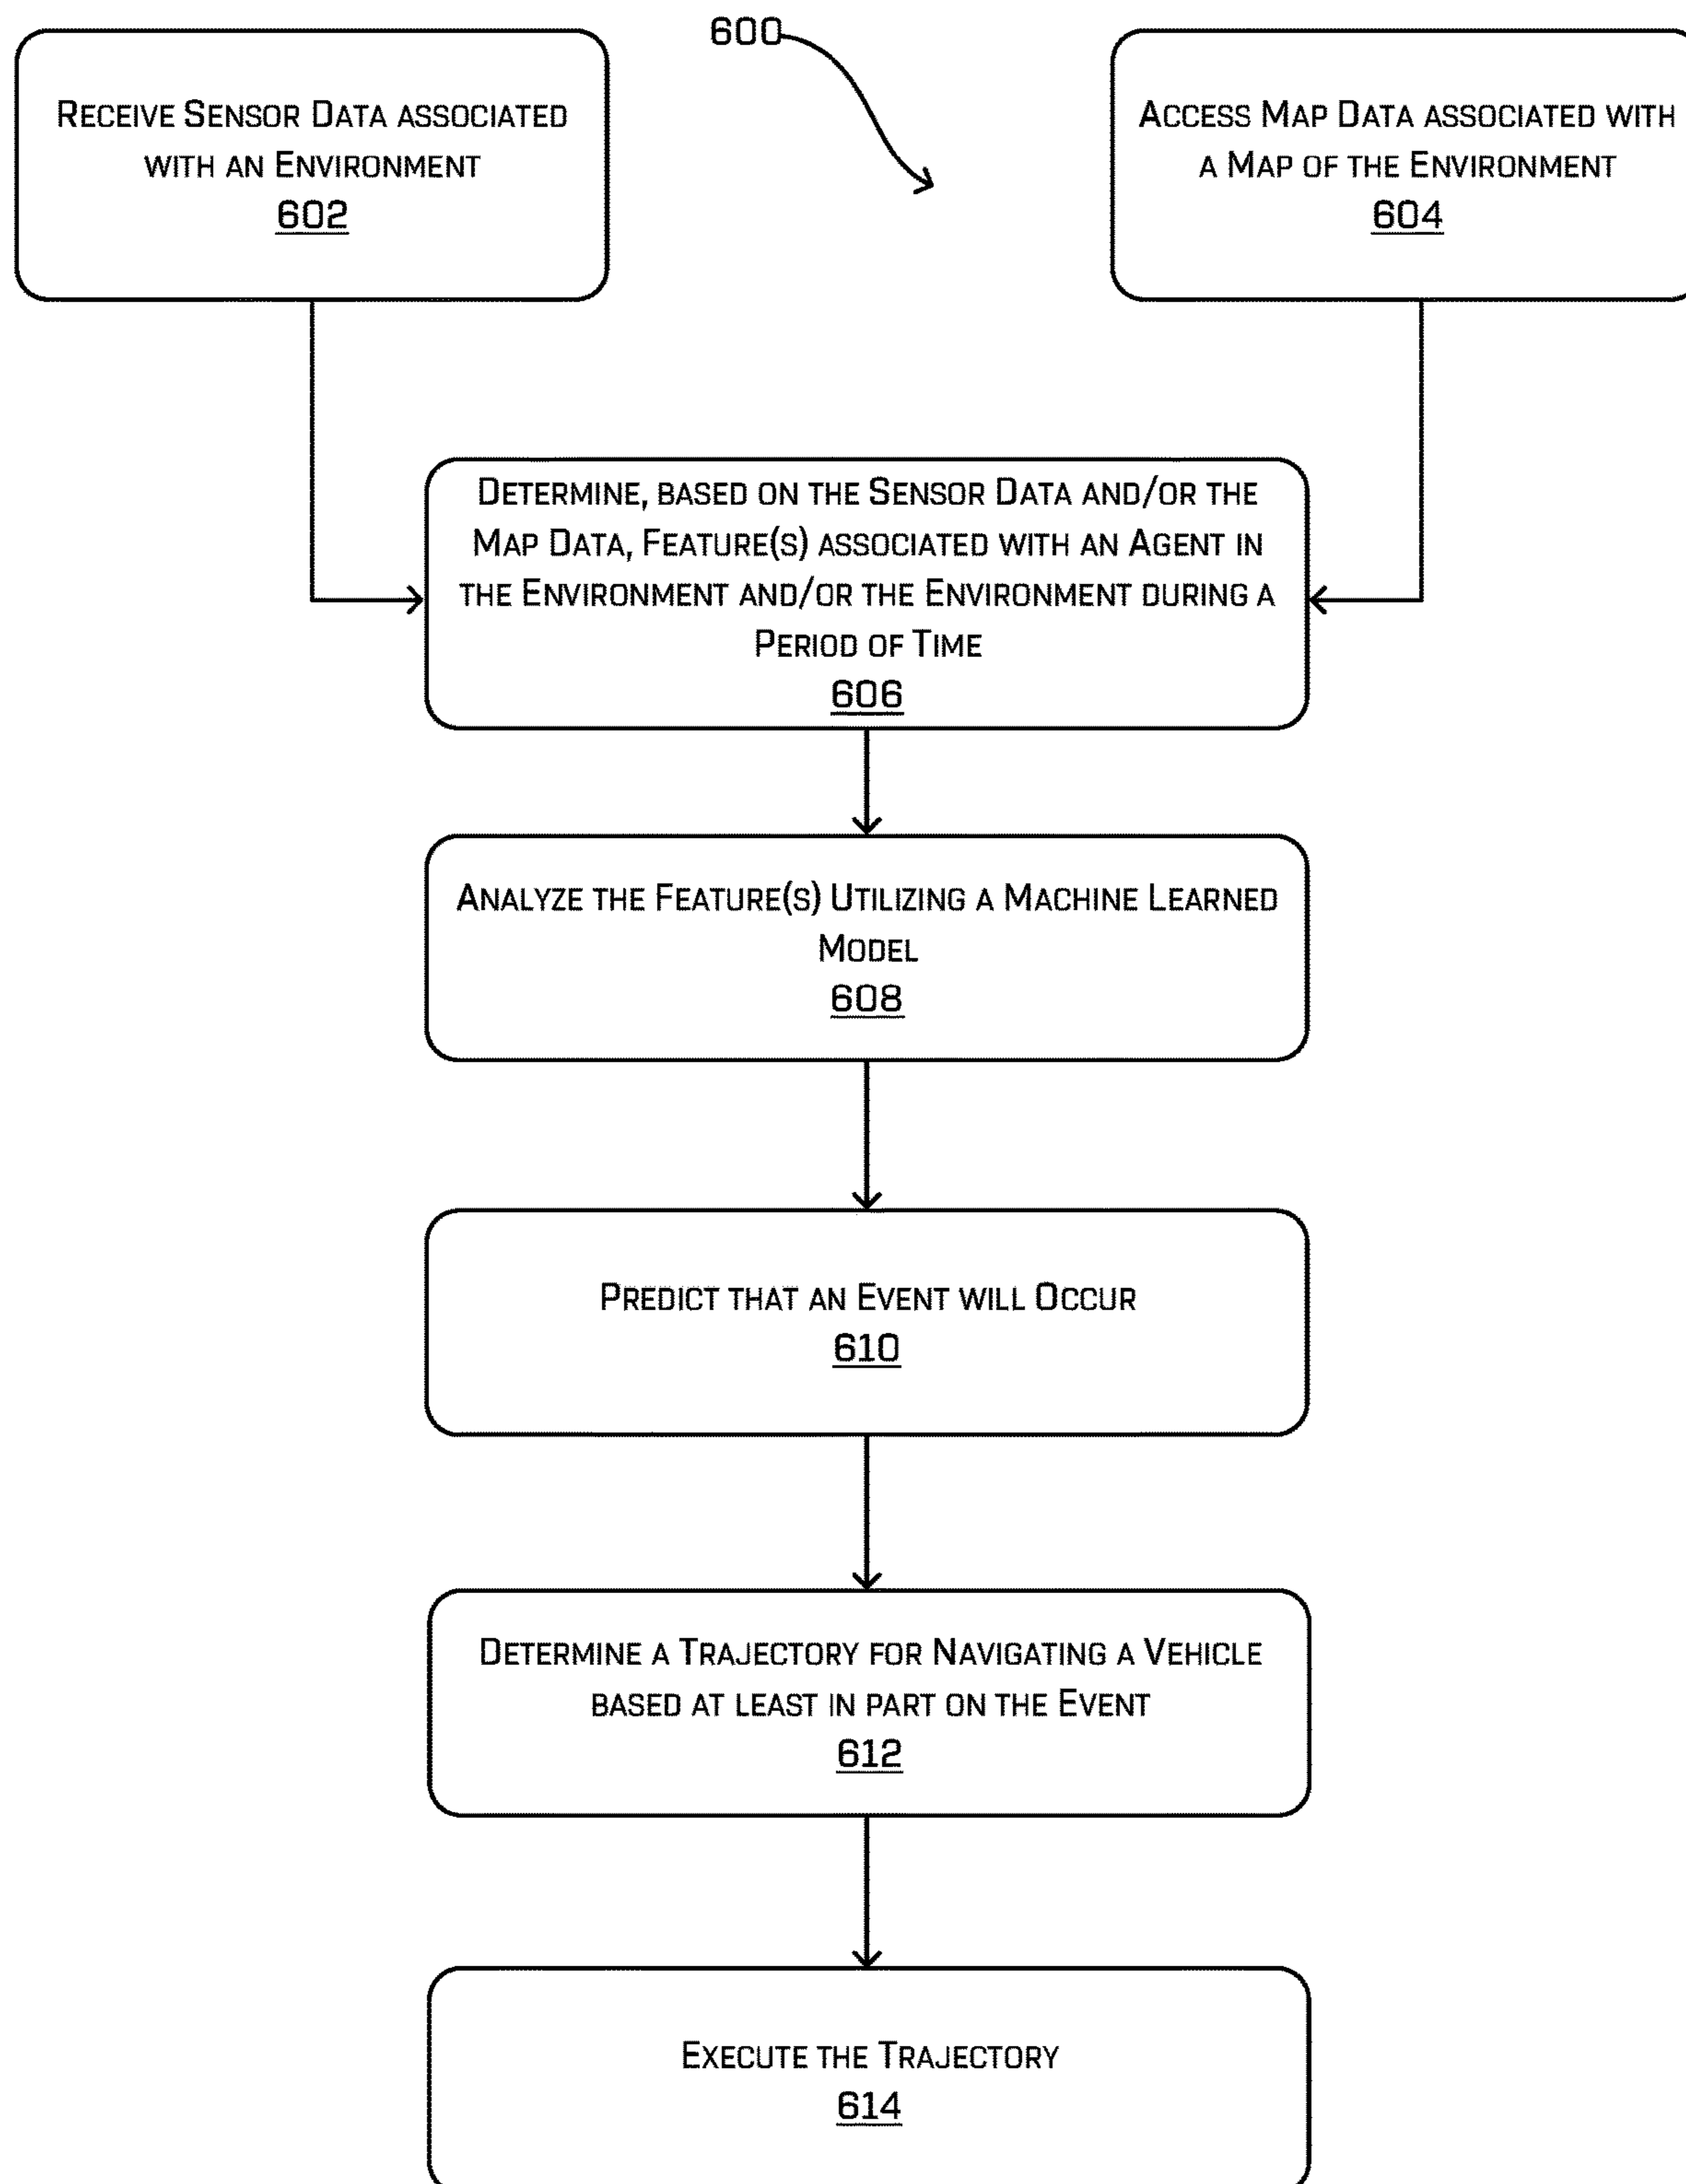 600
RECEIVE SENSOR DATA ASSOCIATED
WITH AN ENVIRONMENT
602
ACCESS MAP DATA ASSOCIATED WITH
A MAP OF THE ENVIRONMENT
604
DETERMINE, BASED ON THE SENSOR DATA AND/OR THE
MAP DATA, FEATURE(S) ASSOCIATED WITH AN AGENT IN
THE ENVIRONMENT AND/OR THE ENVIRONMENT DURING A
PERIOD OF TIME
606
ANALYZE THE FEATURE(S) UTILIZING A MACHINE LEARNED
MODEL
608
PREDICT THAT AN EVENT WILL OCCUR
610
DETERMINE A TRAJECTORY FOR NAVIGATING A VEHICLE
BASED AT LEAST IN PART ON THE EVENT
612
EXECUTE THE TRAJECTORY
614